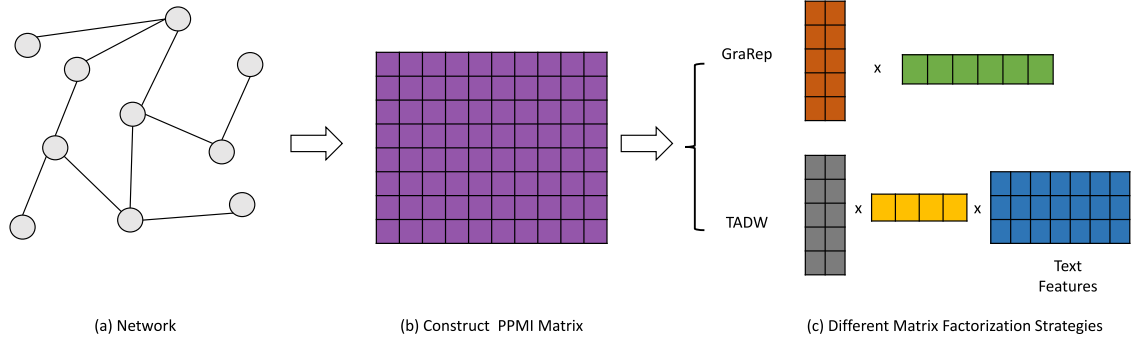 GraRep
x
TADW
x
x
Text
Features
(a) Network
(b) Construct  PPMI Matrix
(c) Different Matrix Factorization Strategies